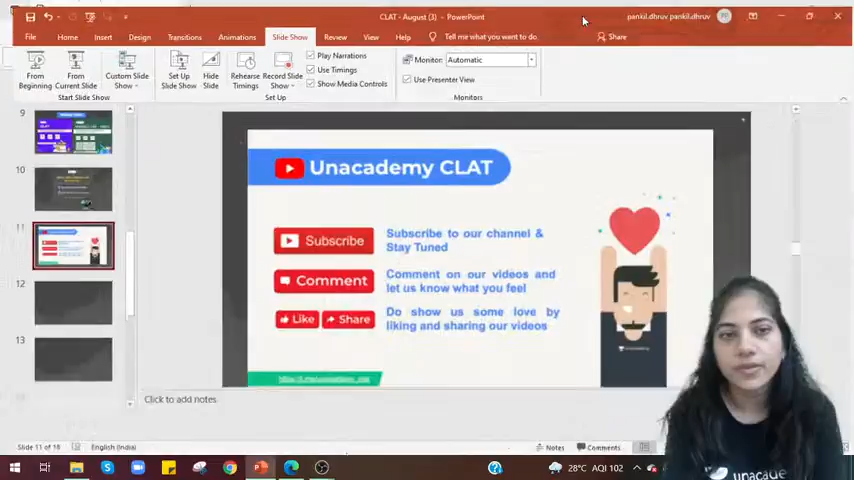 CLAT - August (3) - PowerPoint
pankil.dhruv pankil.dhruv
File Home Insert Design Transitions Animations Slide Show Review View Help Tell me what you want to do. Share
From Beginning
From Current Slide
Custom Slide Show
Set Up Slide Show
Hide Slide
Rehearse Timings
Record Slide Show
Play Narrations
Use Timings
Show Media Controls
Monitor: Automatic
Use Presenter View
Start Slide Show
Set Up
Monitors
9
10
11
12
13
Unacademy CLAT
Subscribe
Subscribe to our channel &
Stay Tuned
Comment
Comment on our videos and
let us know what you feel
Like Share
Do show us some love by
liking and sharing our videos
Click to add notes
Slide 11 of 18 English (India) Notes Comments
28°C AQI 102
unacade